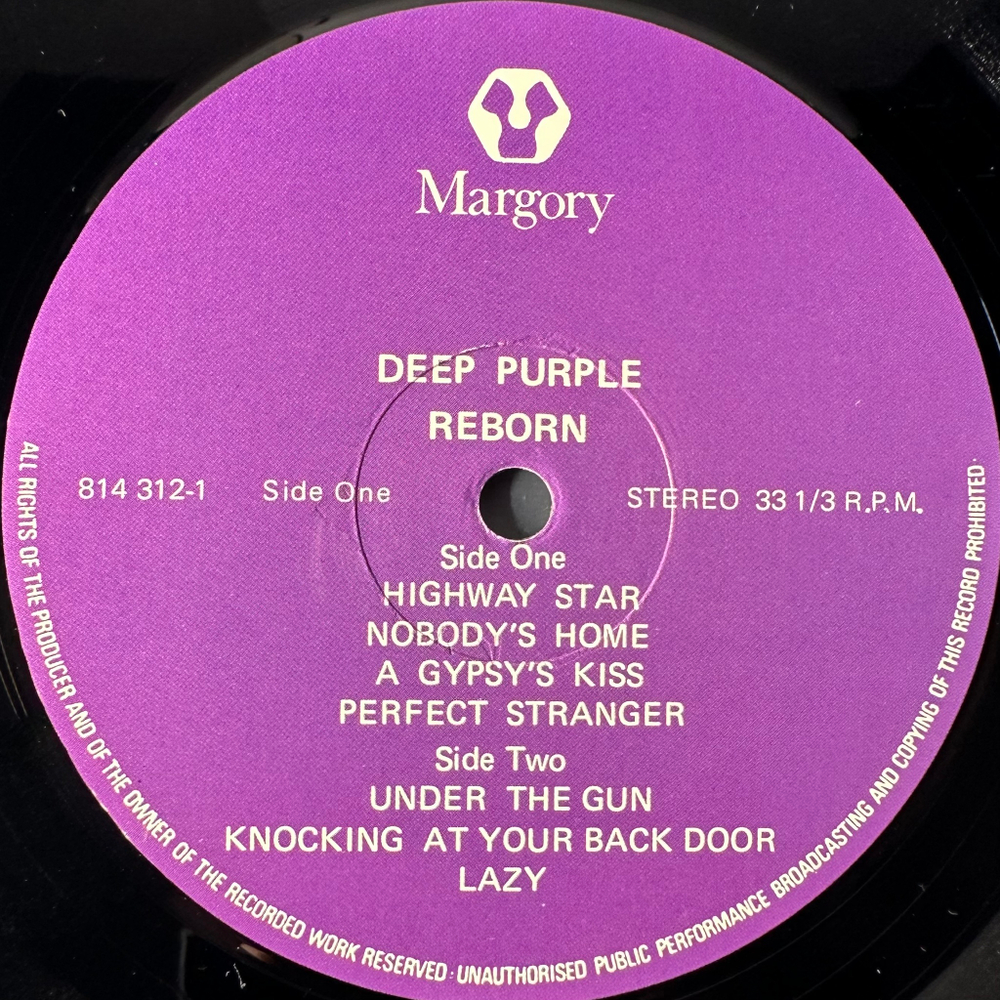 Margory
DEEP PURPLE
REBORN
814 312-1 Side One STEREO 33 1/3 R.P.M.
Side One
HIGHWAY STAR
NOBODY'S HOME
A GYPSY'S KISS
PERFECT STRANGER
Side Two
UNDER THE GUN
KNOCKING AT YOUR BACK DOOR
LAZY
ALL RIGHTS OF THE PRODUCER AND OF THE OWNER OF THE RECORDED WORK RESERVED · UNAUTHORISED PUBLIC PERFORMANCE BROADCASTING AND COPYING OF THIS RECORD PROHIBITED ·